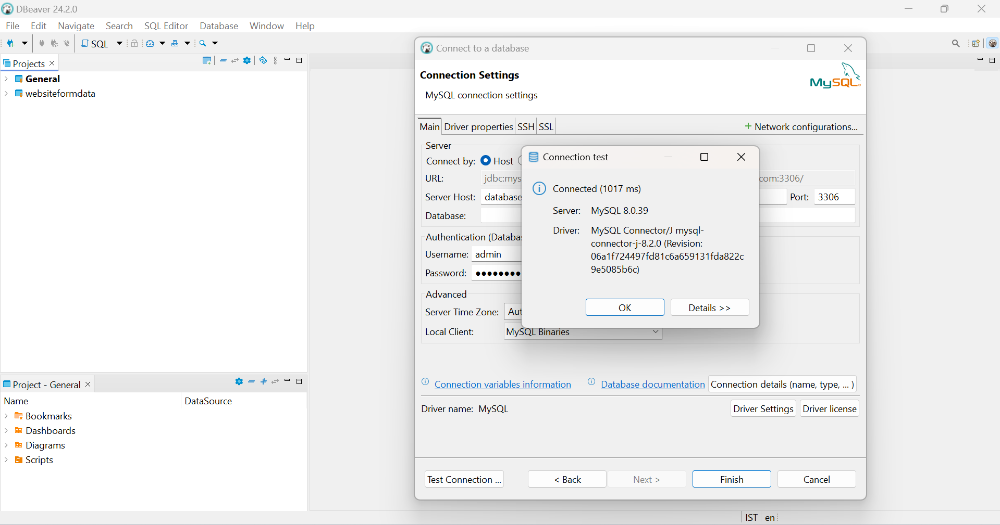 DBeaver 24.2.0
File Edit Navigate Search SQL Editor Database Window Help
SQL
Projects
General
websiteformdata
Project - General
Name DataSource
Bookmarks
Dashboards
Diagrams
Scripts
Connect to a database
Connection Settings
MySQL connection settings
MySQL
Main Driver properties SSH SSL
+ Network configurations...
Server
Connect by: Host
URL: jdbc:mys com:3306/
Server Host: database Port: 3306
Database:
Authentication (Databa
Username: admin
Password: ●●●●●●●●
Advanced
Server Time Zone: Aut
Local Client: MySQL Binaries
Connection test
Connected (1017 ms)
Server: MySQL 8.0.39
Driver: MySQL Connector/J mysql-
connector-j-8.2.0 (Revision:
06a1f724497fd81c6a659131fda822c
9e5085b6c)
OK Details >>
Connection variables information Database documentation Connection details (name, type, ... )
Driver name: MySQL Driver Settings Driver license
Test Connection ... < Back Next > Finish Cancel
IST en